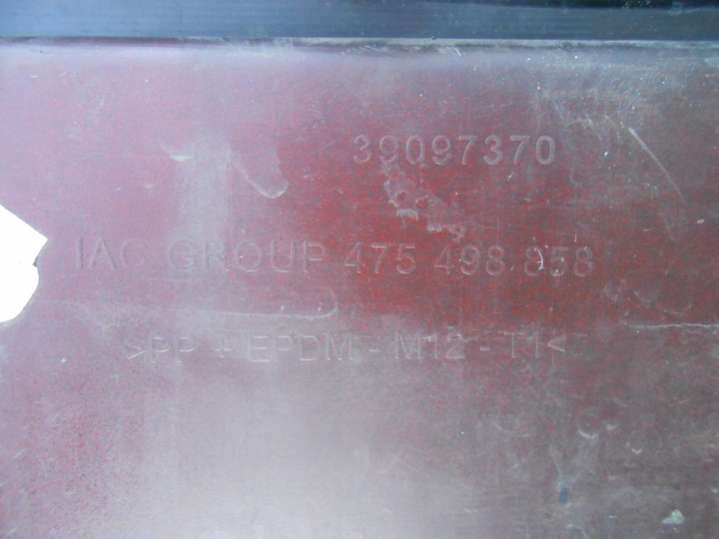 39097370
IAC GROUP 475 498 858
>PP + EPDM - M12 - T1<